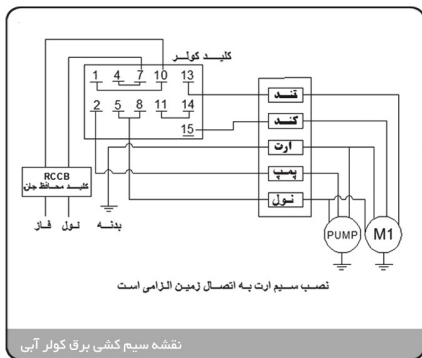 کلید کولر
1 4 7 10 13
2 5 8 11 14
15
تند
کند
ارت
پمپ
نول
RCCB
کلید محافظ جان
فاز نول بدنه
PUMP M1
نصب سیم ارت به اتصال زمین الزامی است
نقشه سیم کشی برق کولر آبی